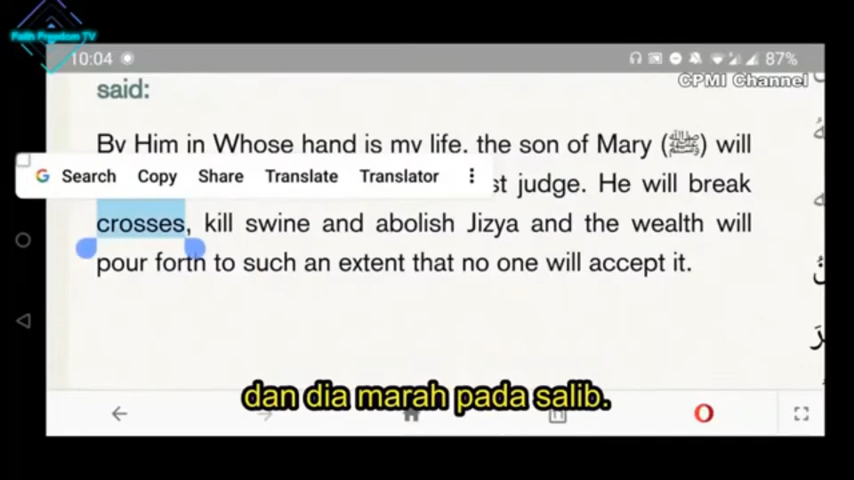 Faith Freedom TV
10:04
87%
CPMI Channel
said:
By Him in Whose hand is my life, the son of Mary (ﷺ) will
Search Copy Share Translate Translator
st judge. He will break
crosses, kill swine and abolish Jizya and the wealth will
pour forth to such an extent that no one will accept it.
dan dia marah pada salib.